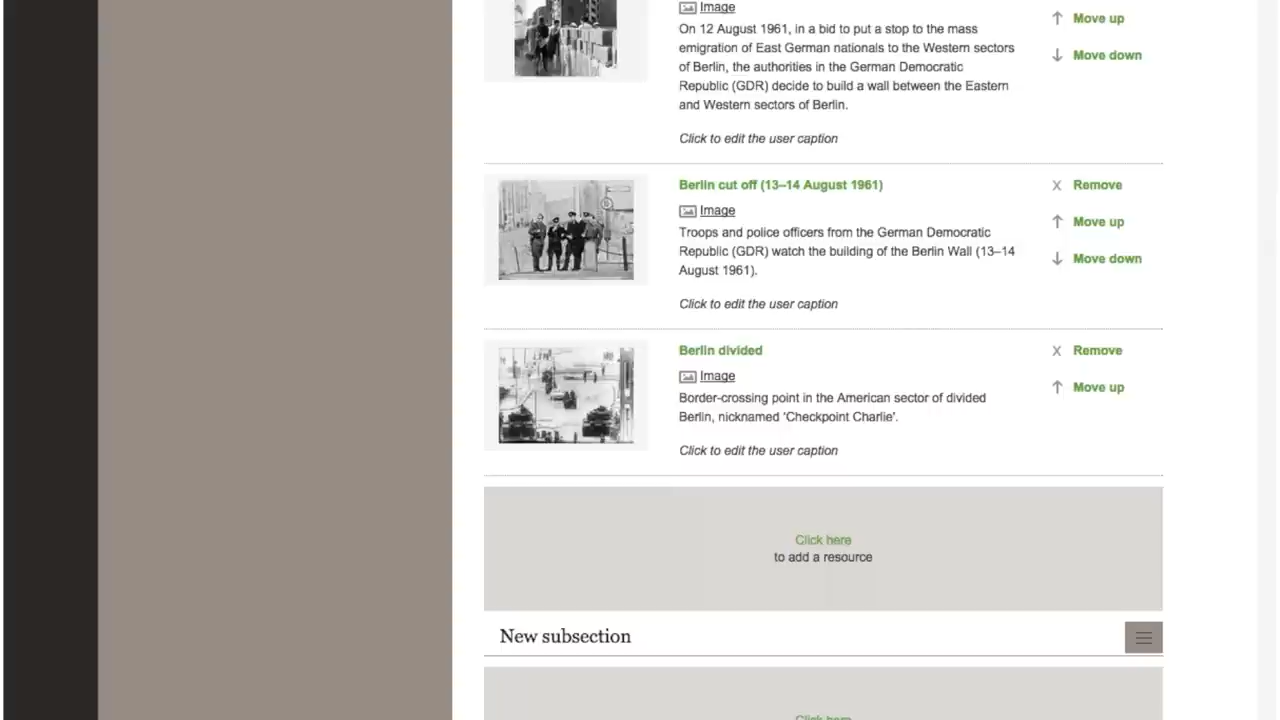 Image
On 12 August 1961, in a bid to put a stop to the mass
emigration of East German nationals to the Western sectors
of Berlin, the authorities in the German Democratic
Republic (GDR) decide to build a wall between the Eastern
and Western sectors of Berlin.
Click to edit the user caption
Move up
Move down
Berlin cut off (13–14 August 1961)
Image
Troops and police officers from the German Democratic
Republic (GDR) watch the building of the Berlin Wall (13–14
August 1961).
Click to edit the user caption
X Remove
Move up
Move down
Berlin divided
Image
Border-crossing point in the American sector of divided
Berlin, nicknamed 'Checkpoint Charlie'.
Click to edit the user caption
X Remove
Move up
Click here
to add a resource
New subsection
Click here